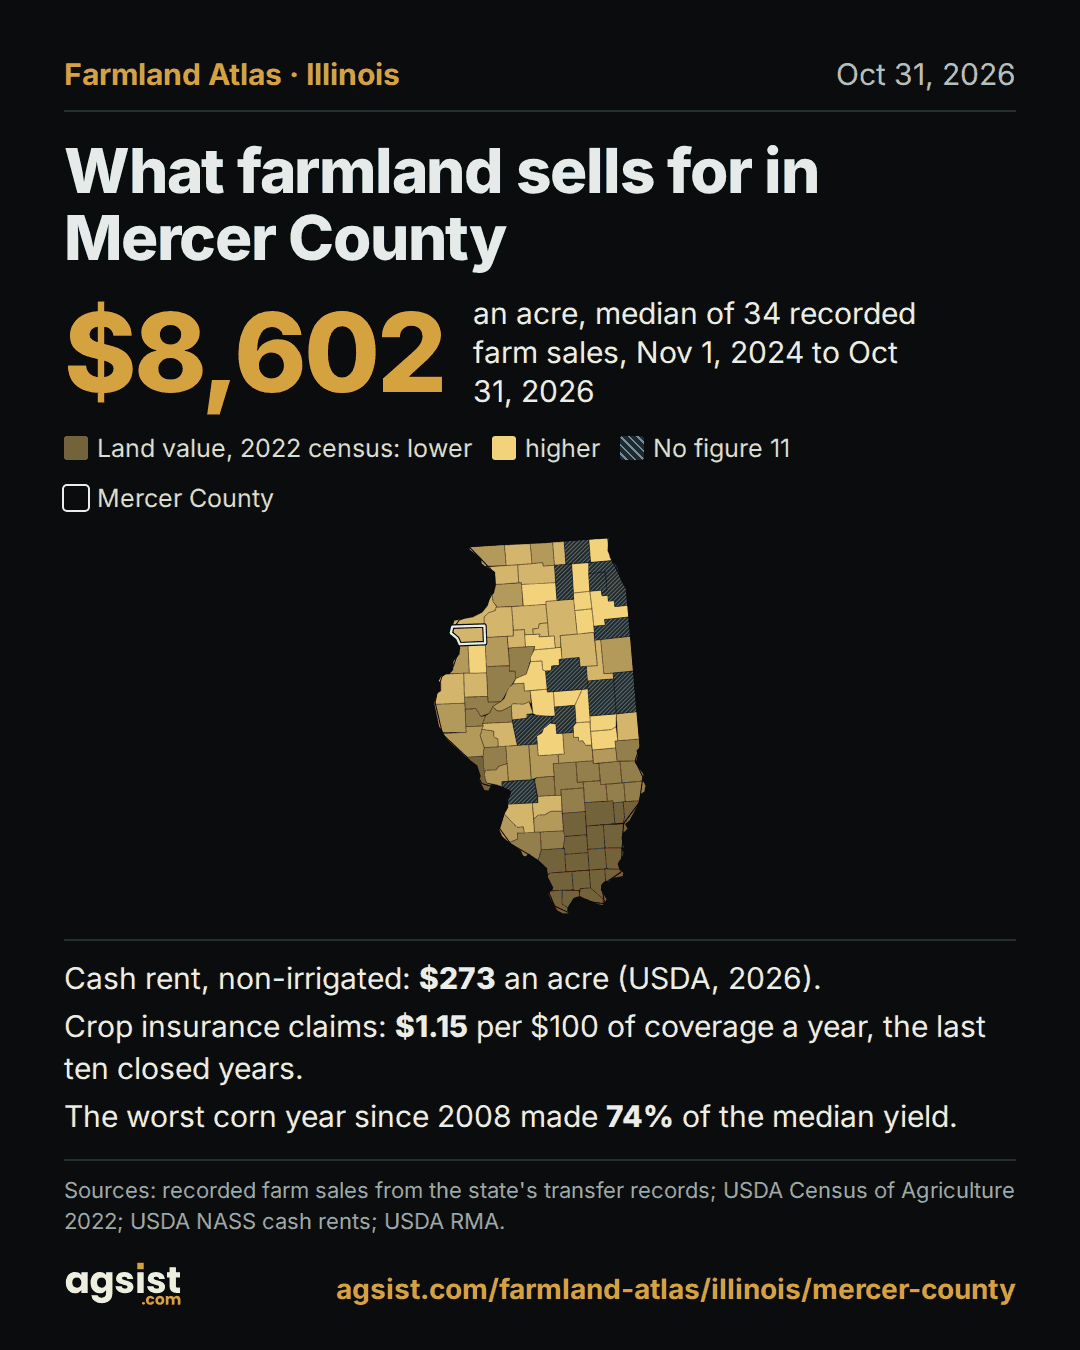 Farmland Atlas · Illinois
Oct 31, 2026
What farmland sells for in
Mercer County
$8,602
an acre, median of 34 recorded
farm sales, Nov 1, 2024 to Oct
31, 2026
Land value, 2022 census: lower
higher
No figure 11
Mercer County
Cash rent, non-irrigated: $273 an acre (USDA, 2026).
Crop insurance claims: $1.15 per $100 of coverage a year, the last
ten closed years.
The worst corn year since 2008 made 74% of the median yield.
Sources: recorded farm sales from the state's transfer records; USDA Census of Agriculture
2022; USDA NASS cash rents; USDA RMA.
agsist
.com
agsist.com/farmland-atlas/illinois/mercer-county